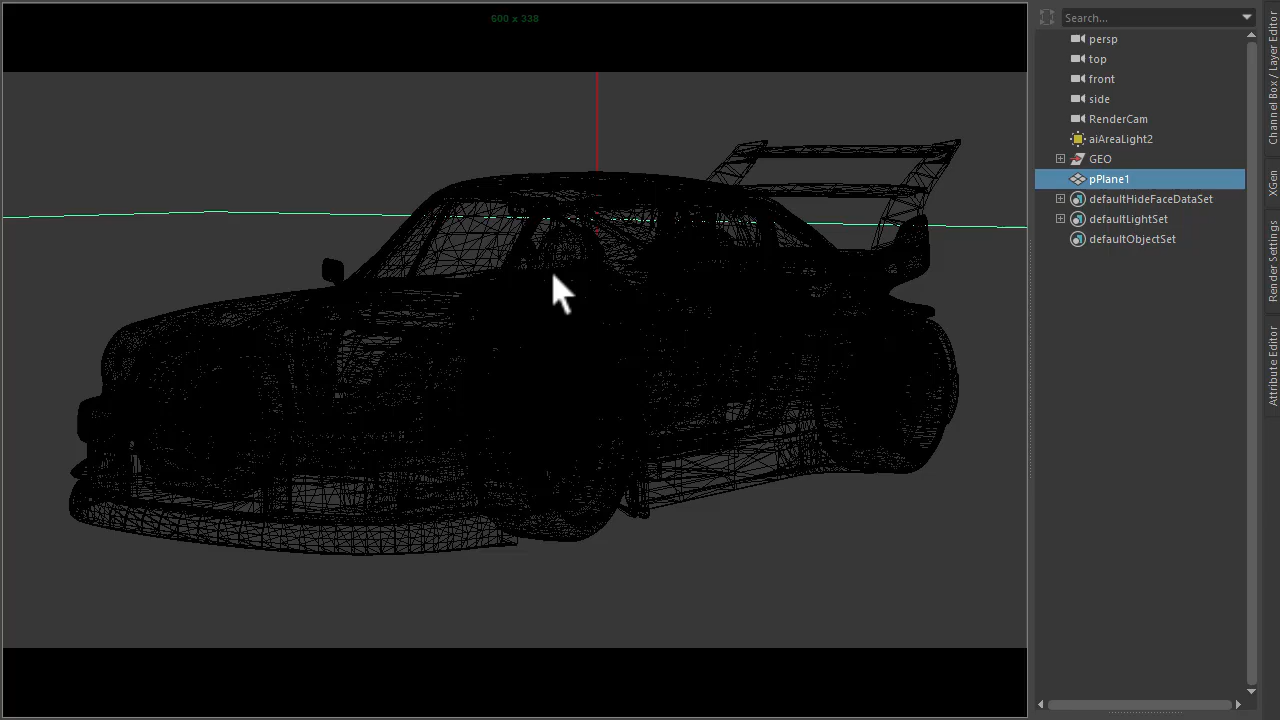 600 x 338
Search...
persp
top
front
side
RenderCam
aiAreaLight2
GEO
pPlane1
defaultHideFaceDataSet
defaultLightSet
defaultObjectSet
Channel Box / Layer Editor
XGen
Render Settings
Attribute Editor